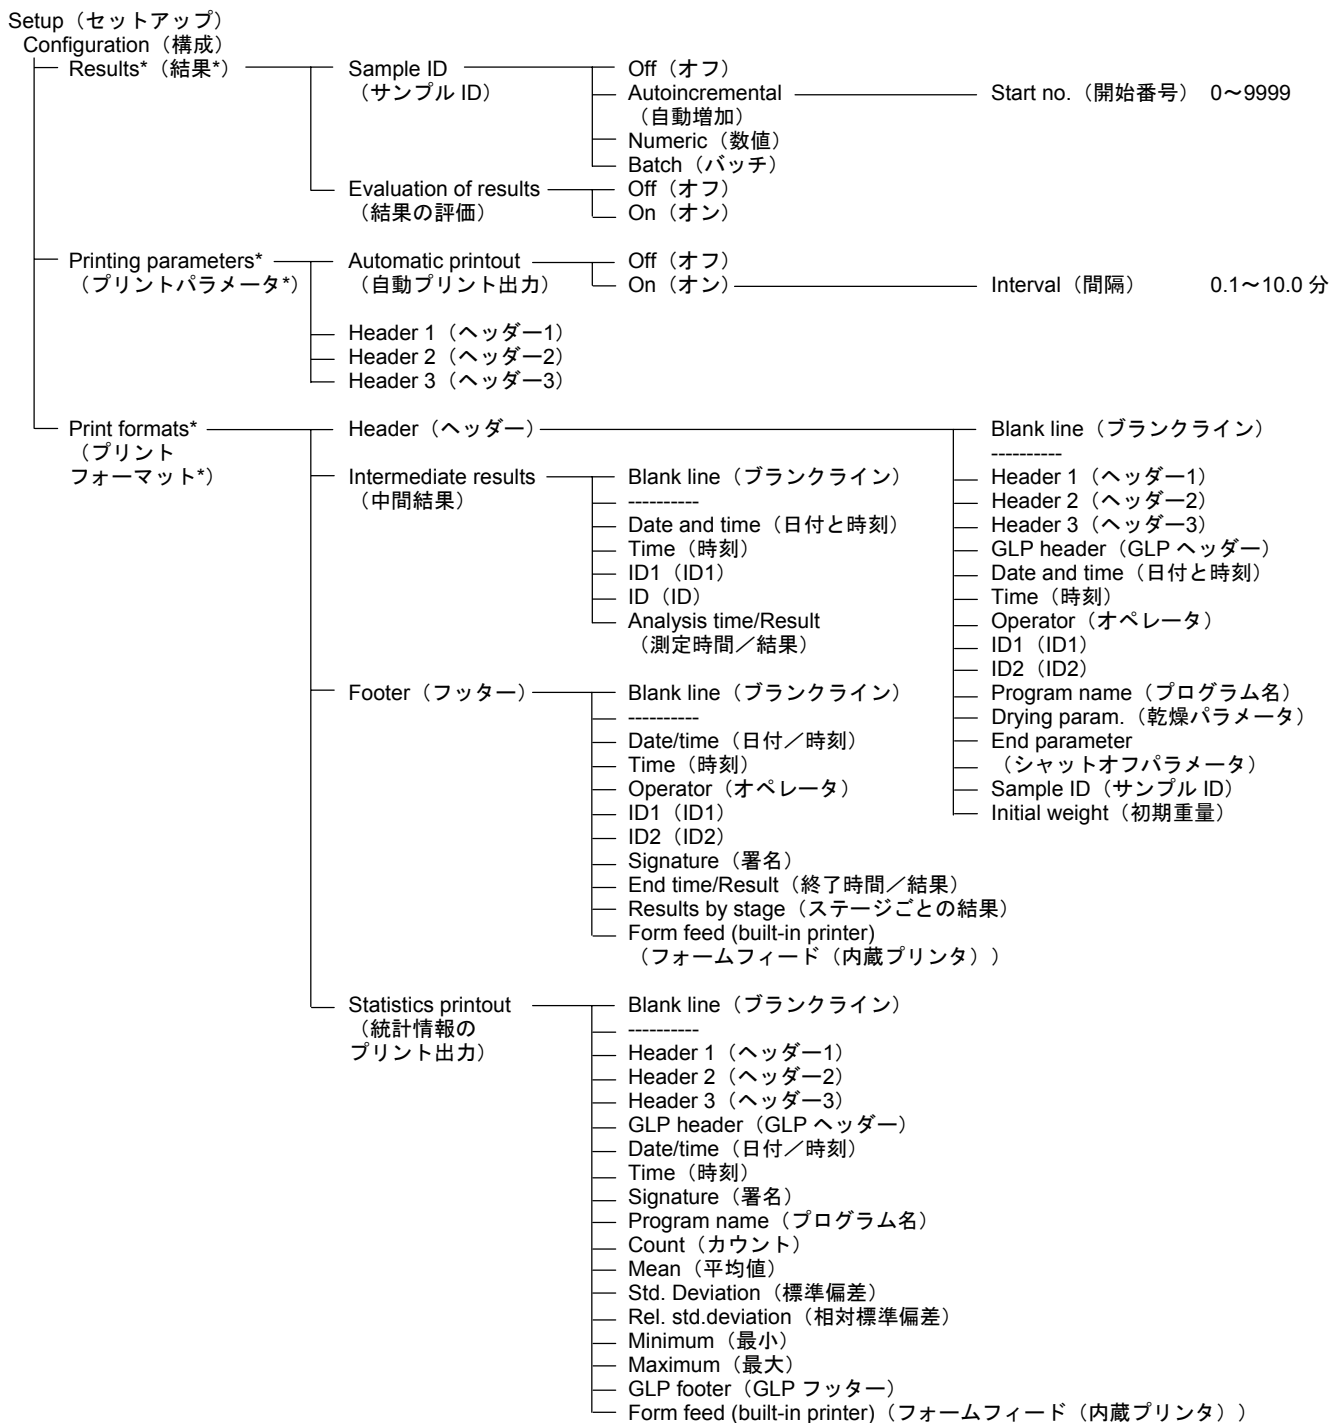 Setup（セットアップ）
Configuration（構成）
Results*（結果*）
Sample ID
（サンプル ID）
Off（オフ）
Autoincremental
（自動増加）
Start no.（開始番号） 0～9999
Numeric（数値）
Batch（バッチ）
Evaluation of results
（結果の評価）
Off（オフ）
On（オン）
Printing parameters*
（プリントパラメータ*）
Automatic printout
（自動プリント出力）
Off（オフ）
On（オン）
Interval（間隔） 0.1～10.0 分
Header 1（ヘッダー1）
Header 2（ヘッダー2）
Header 3（ヘッダー3）
Print formats*
（プリント
フォーマット*）
Header（ヘッダー）
Blank line（ブランクライン）
----------
Header 1（ヘッダー1）
Header 2（ヘッダー2）
Header 3（ヘッダー3）
GLP header（GLP ヘッダー）
Date and time（日付と時刻）
Time（時刻）
Operator（オペレータ）
ID1（ID1）
ID2（ID2）
Program name（プログラム名）
Drying param.（乾燥パラメータ）
End parameter
（シャットオフパラメータ）
Sample ID（サンプル ID）
Initial weight（初期重量）
Intermediate results
（中間結果）
Blank line（ブランクライン）
----------
Date and time（日付と時刻）
Time（時刻）
ID1（ID1）
ID（ID）
Analysis time/Result
（測定時間／結果）
Footer（フッター）
Blank line（ブランクライン）
----------
Date/time（日付／時刻）
Time（時刻）
Operator（オペレータ）
ID1（ID1）
ID2（ID2）
Signature（署名）
End time/Result（終了時間／結果）
Results by stage（ステージごとの結果）
Form feed (built-in printer)
（フォームフィード（内蔵プリンタ））
Statistics printout
（統計情報の
プリント出力）
Blank line（ブランクライン）
----------
Header 1（ヘッダー1）
Header 2（ヘッダー2）
Header 3（ヘッダー3）
GLP header（GLP ヘッダー）
Date/time（日付／時刻）
Time（時刻）
Signature（署名）
Program name（プログラム名）
Count（カウント）
Mean（平均値）
Std. Deviation（標準偏差）
Rel. std.deviation（相対標準偏差）
Minimum（最小）
Maximum（最大）
GLP footer（GLP フッター）
Form feed (built-in printer)（フォームフィード（内蔵プリンタ））